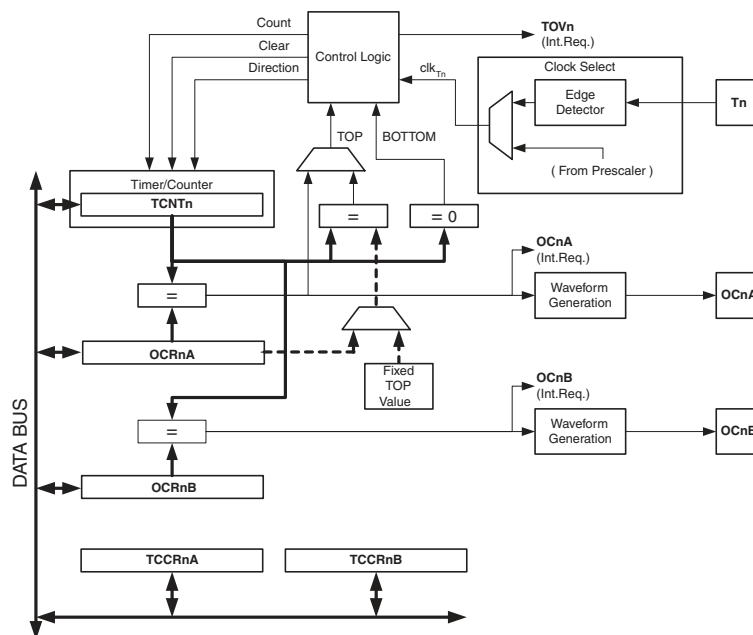 Count
Clear
Direction
Control Logic
TOVn
(Int.Req.)
clkTn
Clock Select
Edge
Detector
Tn
( From Prescaler )
TOP
BOTTOM
Timer/Counter
TCNTn
=
= 0
OCnA
(Int.Req.)
=
Waveform
Generation
OCnA
OCRnA
Fixed
TOP
Value
OCnB
(Int.Req.)
=
Waveform
Generation
OCnB
OCRnB
DATA BUS
TCCRnA
TCCRnB